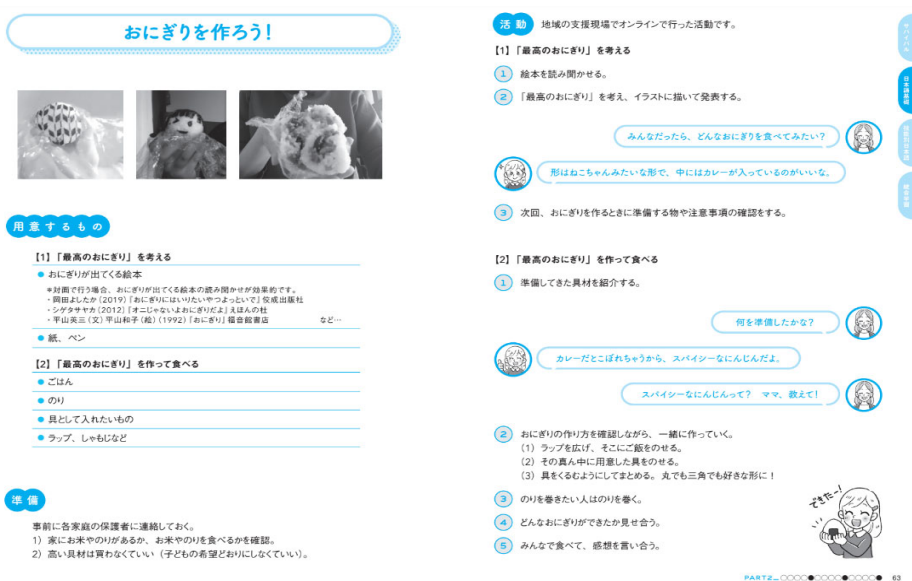 おにぎりを作ろう！
用意するもの
【1】「最高のおにぎり」を考える
● おにぎりが出てくる絵本
＊対面で行う場合、おにぎりが出てくる絵本の読み聞かせが効果的です。
・岡田よしたか（2019）『おにぎりにはいりたいやつよっといで』佼成出版社
・シゲタサヤカ（2012）『オニじゃないよおにぎりだよ』えほんの杜
・平山英三（文）平山和子（絵）（1992）『おにぎり』福音館書店 など…
● 紙、ペン
【2】「最高のおにぎり」を作って食べる
● ごはん
● のり
● 具として入れたいもの
● ラップ、しゃもじなど
準備
事前に各家庭の保護者に連絡しておく。
1）家にお米やのりがあるか、お米やのりを食べるかを確認。
2）高い具材は買わなくていい（子どもの希望どおりにしなくていい）。
活動 地域の支援現場でオンラインで行った活動です。
【1】「最高のおにぎり」を考える
1 絵本を読み聞かせる。
2 「最高のおにぎり」を考え、イラストに描いて発表する。
みんなだったら、どんなおにぎりを食べてみたい？
形はねこちゃんみたいな形で、中にはカレーが入っているのがいいな。
3 次回、おにぎりを作るときに準備する物や注意事項の確認をする。
【2】「最高のおにぎり」を作って食べる
1 準備してきた具材を紹介する。
何を準備したかな？
カレーだとこぼれちゃうから、スパイシーなにんじんだよ。
スパイシーなにんじんって？ ママ、教えて！
2 おにぎりの作り方を確認しながら、一緒に作っていく。
（1）ラップを広げ、そこにご飯をのせる。
（2）その真ん中に用意した具をのせる。
（3）具をくるむようにしてまとめる。丸でも三角でも好きな形に！
3 のりを巻きたい人はのりを巻く。
4 どんなおにぎりができたか見せ合う。
5 みんなで食べて、感想を言い合う。
できたー！
サバイバル
日本語基礎
PART2 63